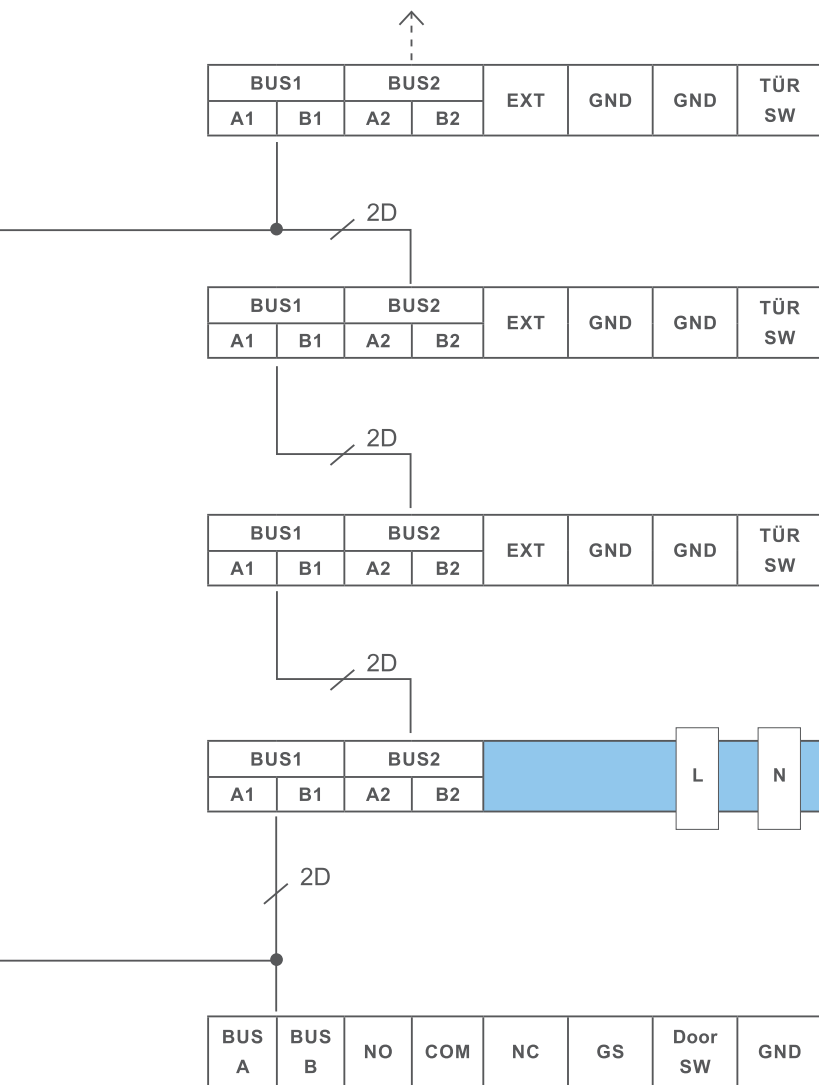 BUS1 BUS2 EXT GND GND TÜR SW
A1 B1 A2 B2
2D
BUS1 BUS2 EXT GND GND TÜR SW
A1 B1 A2 B2
2D
BUS1 BUS2 EXT GND GND TÜR SW
A1 B1 A2 B2
2D
BUS1 BUS2 L N
A1 B1 A2 B2
2D
BUS A BUS B NO COM NC GS Door SW GND